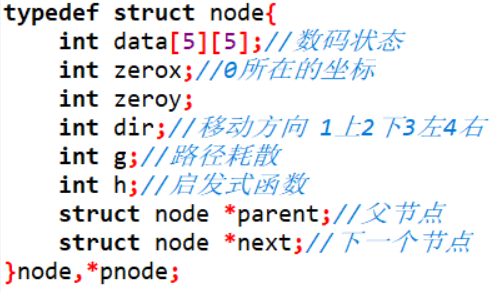 typedef struct node{
int data[5][5];//数码状态
int zerox;//0所在的坐标
int zeroy;
int dir;//移动方向 1上2下3左4右
int g;//路径耗散
int h;//启发式函数
struct node *parent;//父节点
struct node *next;//下一个节点
}node,*pnode;